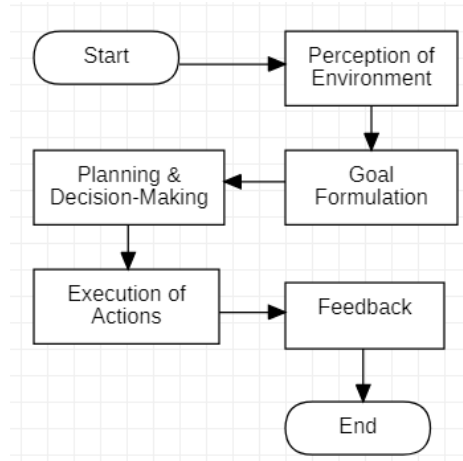 Start
Perception of
Environment
Goal
Formulation
Planning &
Decision-Making
Execution of
Actions
Feedback
End